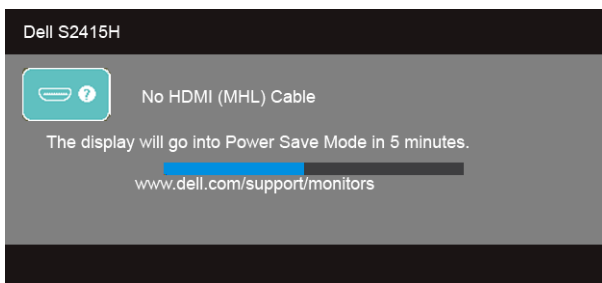 Dell S2415H
?
No HDMI (MHL) Cable
The display will go into Power Save Mode in 5 minutes.
www.dell.com/support/monitors